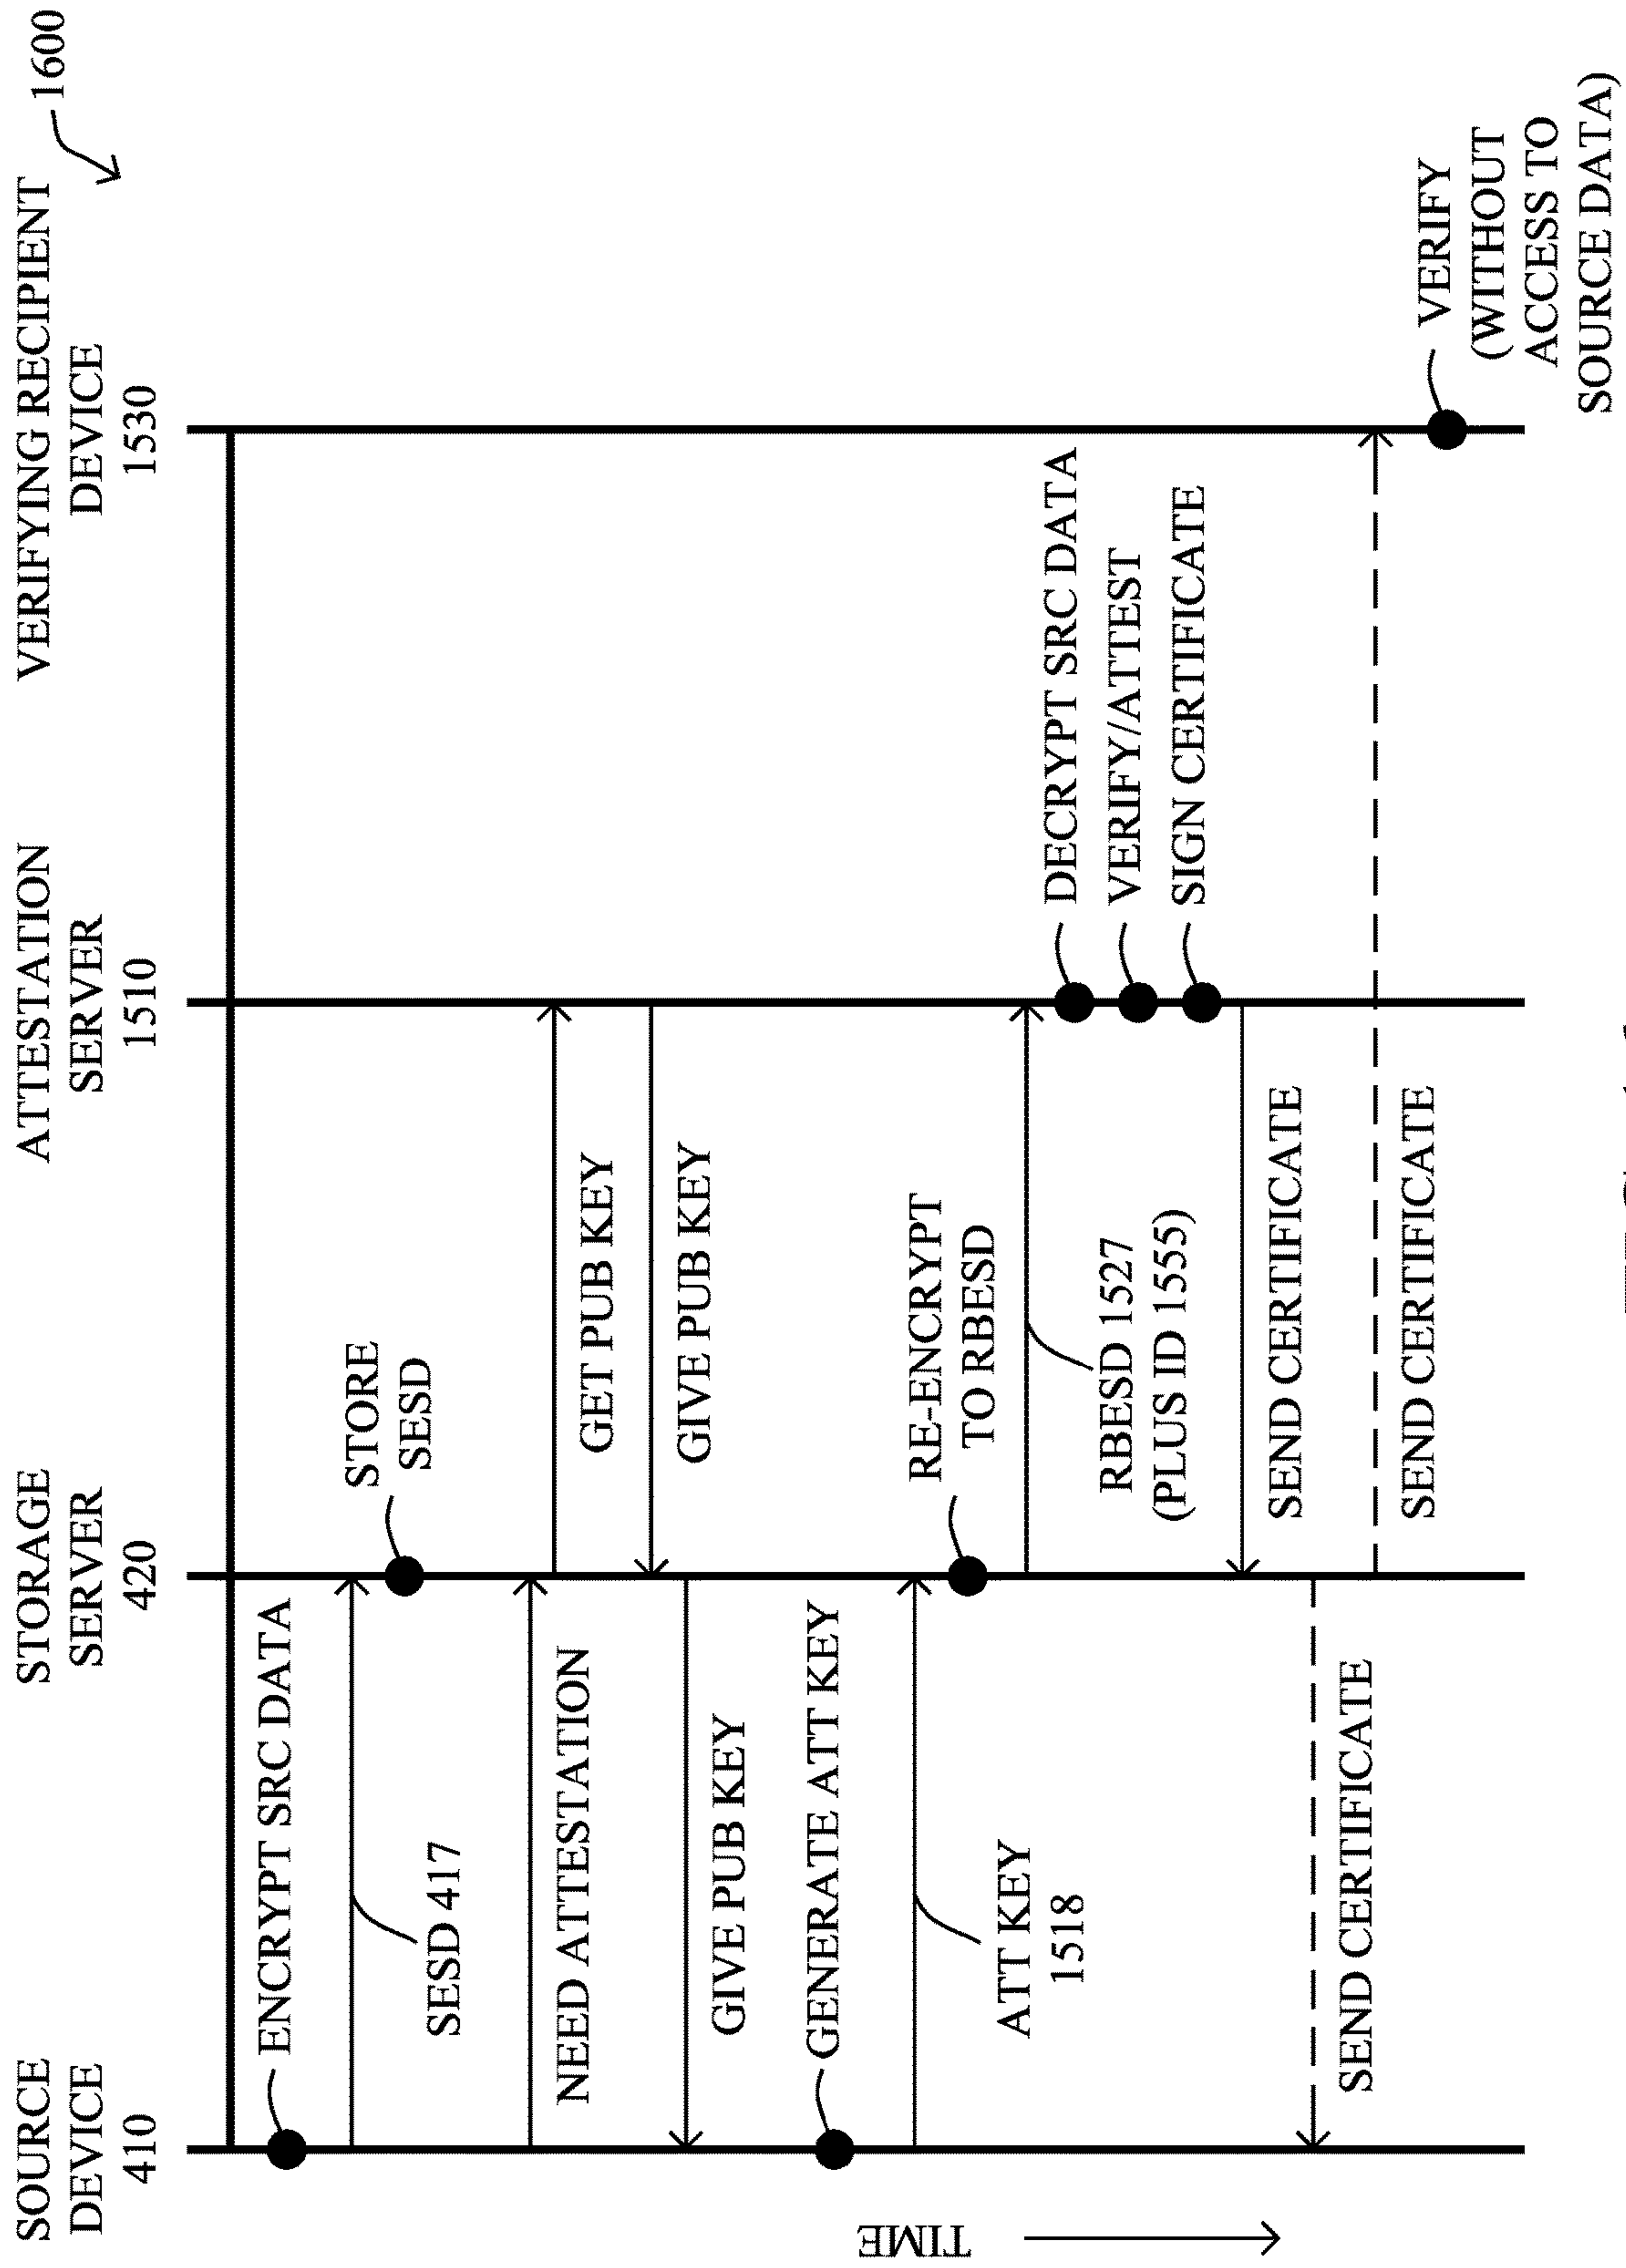 1600
SOURCE
DEVICE
410
STORAGE
SERVER
420
ATTESTATION
SERVER
1510
VERIFYING RECIPIENT
DEVICE
1530
TIME
ENCRYPT SRC DATA
SESD 417
STORE
SESD
NEED ATTESTATION
GET PUB KEY
GIVE PUB KEY
GIVE PUB KEY
GENERATE ATT KEY
ATT KEY
1518
RE-ENCRYPT
TO RBESD
RBESD 1527
(PLUS ID 1555)
DECRYPT SRC DATA
VERIFY/ATTEST
SIGN CERTIFICATE
SEND CERTIFICATE
SEND CERTIFICATE
SEND CERTIFICATE
VERIFY
(WITHOUT
ACCESS TO
SOURCE DATA)